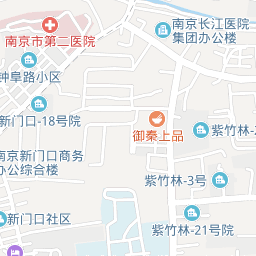 南京市第二医院
南京长江医院
集团办公楼
钟阜路小区
新门口-18号院
御秦上品
紫竹林-2
南京新门口商务
办公综合楼
紫竹林-3号
新门口社区
紫竹林-21号院